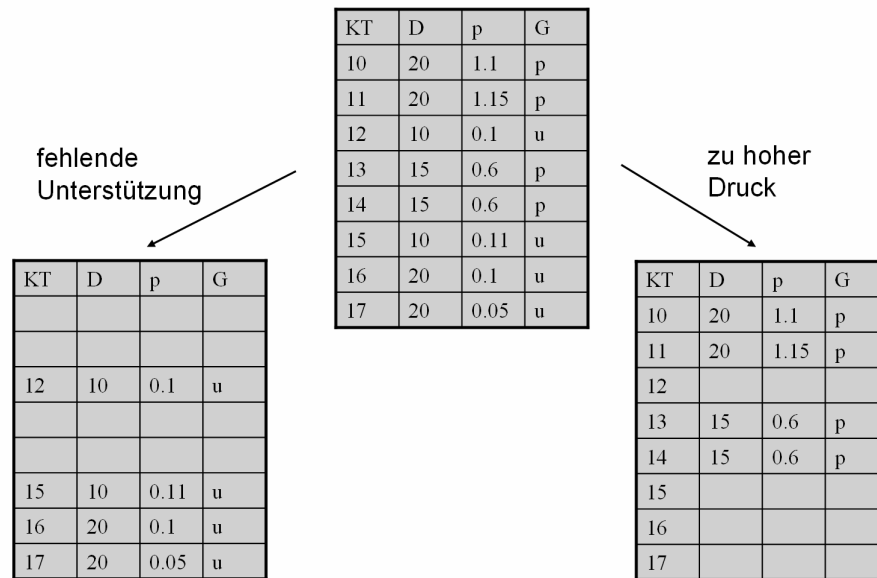 KT D p G
10 20 1.1 p
11 20 1.15 p
12 10 0.1 u
13 15 0.6 p
14 15 0.6 p
15 10 0.11 u
16 20 0.1 u
17 20 0.05 u
fehlende
Unterstützung
zu hoher
Druck
KT D p G
12 10 0.1 u
15 10 0.11 u
16 20 0.1 u
17 20 0.05 u
KT D p G
10 20 1.1 p
11 20 1.15 p
12
13 15 0.6 p
14 15 0.6 p
15
16
17